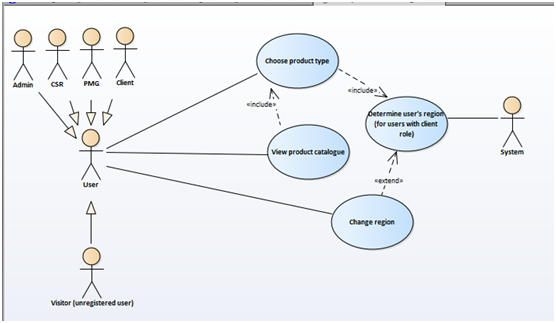 Admin
CSR
PMG
Client
Choose product type
«include»
Determine user's region
(for users with client
role)
System
«include»
View product catalogue
User
«extend»
Change region
Visitor (unregistered user)